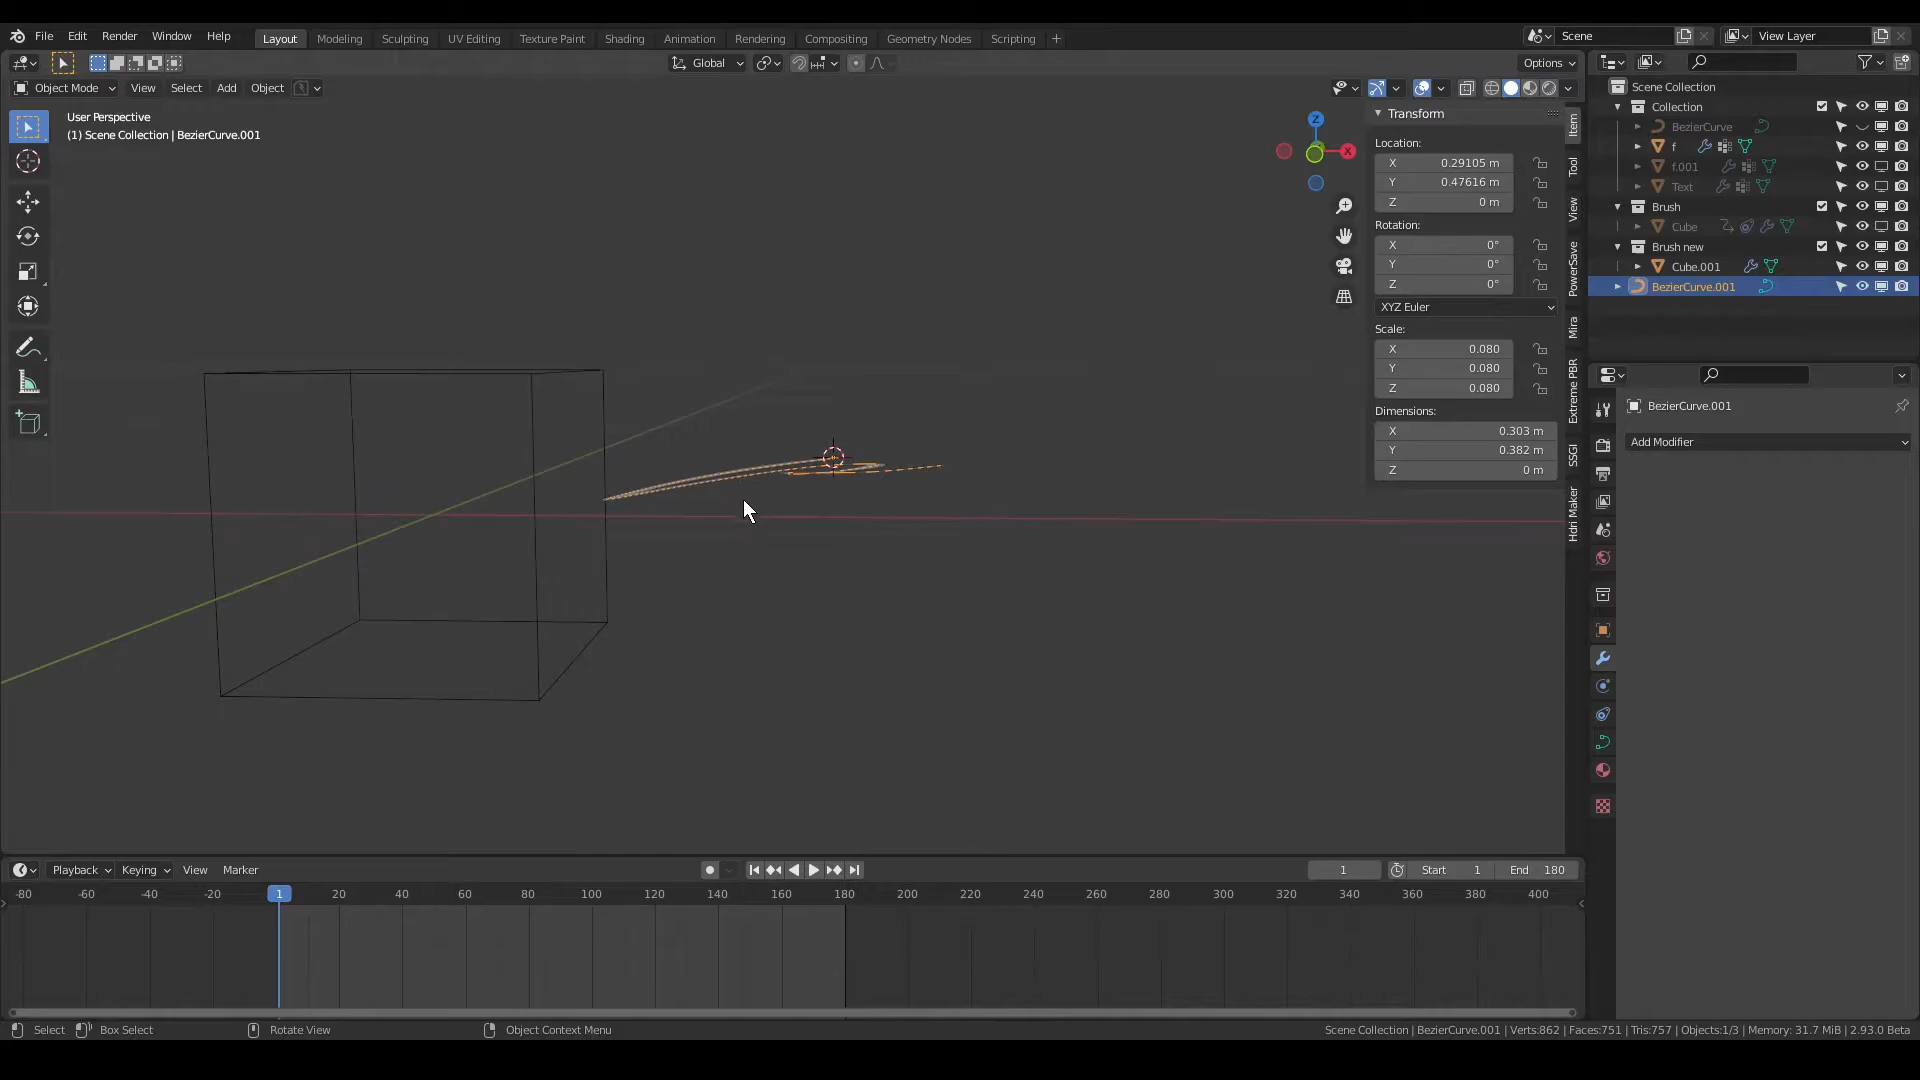 File Edit Render Window Help Layout Modeling Sculpting UV Editing Texture Paint Shading Animation Rendering Compositing Geometry Nodes Scripting + Scene View Layer
Global Options
Object Mode View Select Add Object
User Perspective
(1) Scene Collection | BezierCurve.001
Z
X
Transform
Location:
X 0.29105 m
Y 0.47616 m
Z 0 m
Rotation:
X 0°
Y 0°
Z 0°
XYZ Euler
Scale:
X 0.080
Y 0.080
Z 0.080
Dimensions:
X 0.303 m
Y 0.382 m
Z 0 m
Item
Tool
View
PowerSave
Mira
Extreme PBR
SSGI
Hdri Maker
Scene Collection
Collection
BezierCurve
f
f.001
Text
Brush
Cube
Brush new
Cube.001
BezierCurve.001
BezierCurve.001
Add Modifier
Playback Keying View Marker 1 Start 1 End 180
-80 -60 -40 -20 1 20 40 60 80 100 120 140 160 180 200 220 240 260 280 300 320 340 360 380 400
Select Box Select Rotate View Object Context Menu Scene Collection | BezierCurve.001 | Verts:862 | Faces:751 | Tris:757 | Objects:1/3 | Memory: 31.7 MiB | 2.93.0 Beta